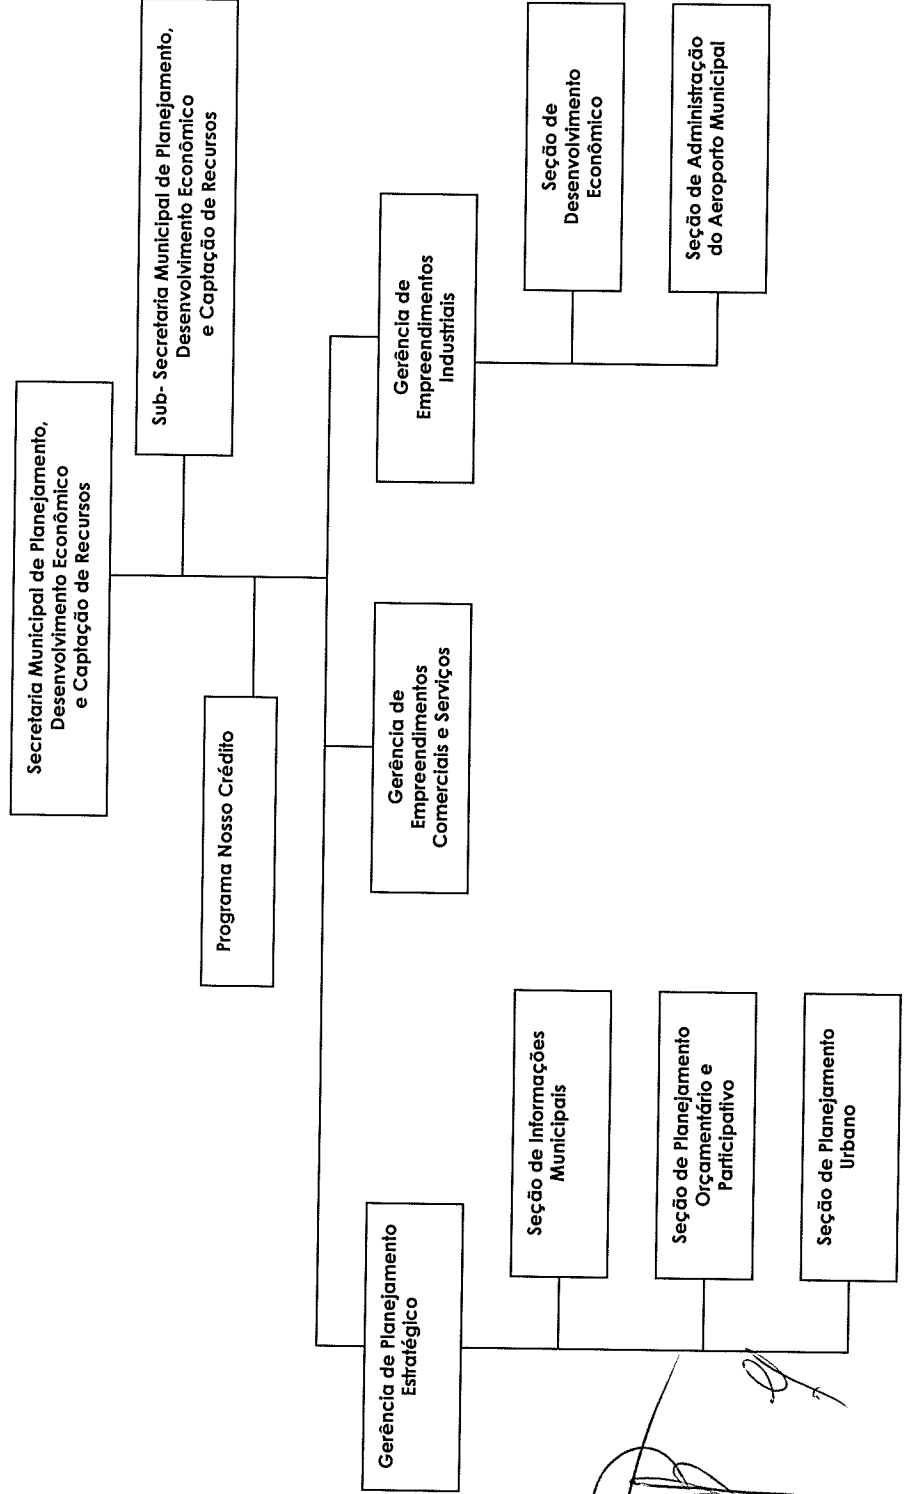 Secretaria Municipal de Planejamento,
Desenvolvimento Econômico
e Captação de Recursos
Sub- Secretaria Municipal de Planejamento,
Desenvolvimento Econômico
e Captação de Recursos
Programa Nosso Crédito
Gerência de Planejamento
Estratégico
Seção de Informações
Municipais
Seção de Planejamento
Orçamentário e
Participativo
Seção de Planejamento
Urbano
Gerência de
Empreendimentos
Comerciais e Serviços
Gerência de
Empreendimentos
Industriais
Seção de
Desenvolvimento
Econômico
Seção de Administração
do Aeroporto Municipal